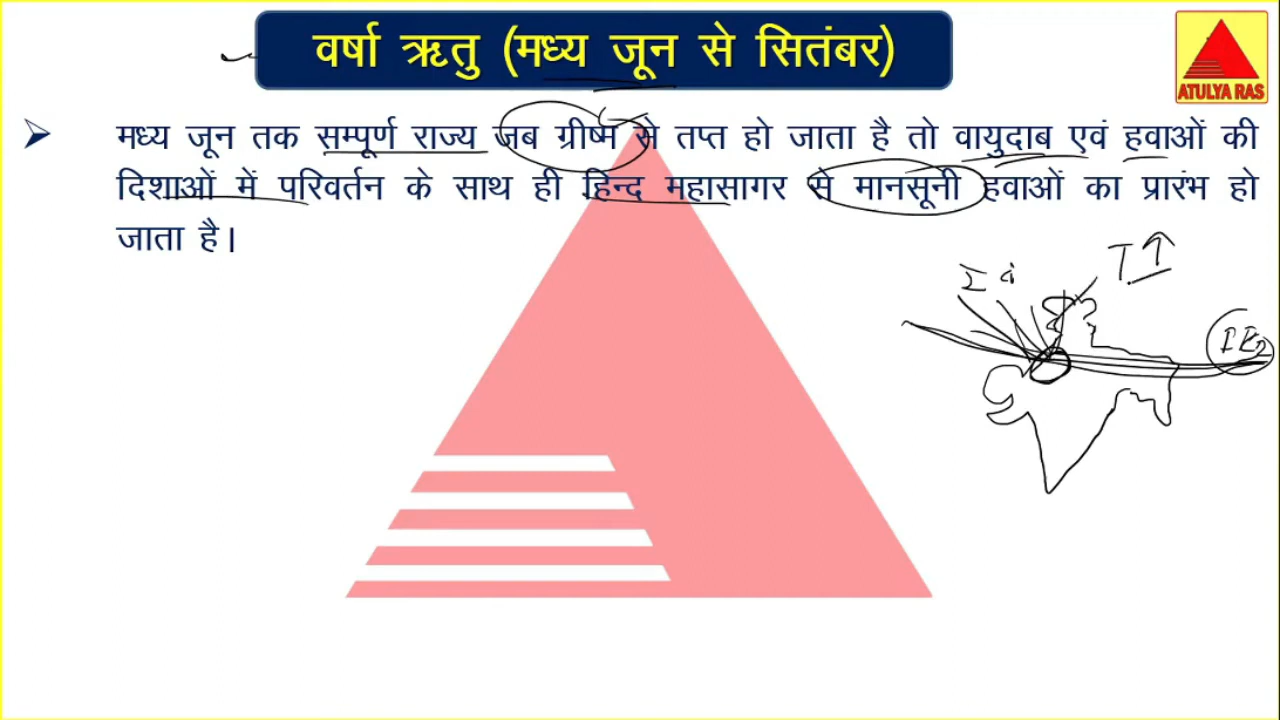 वर्षा ऋतु (मध्य जून से सितंबर)
ATULYA RAS
मध्य जून तक सम्पूर्ण राज्य जब ग्रीष्म से तप्त हो जाता है तो वायुदाब एवं हवाओं की
दिशाओं में परिवर्तन के साथ ही हिन्द महासागर से मानसूनी हवाओं का प्रारंभ हो
जाता है।
T↑